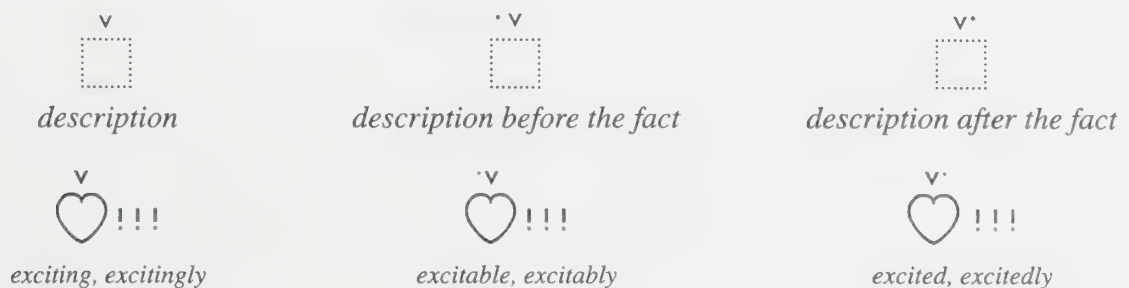 description description before the fact description after the fact
!!! !!! !!!
exciting, excitingly excitable, excitably excited, excitedly